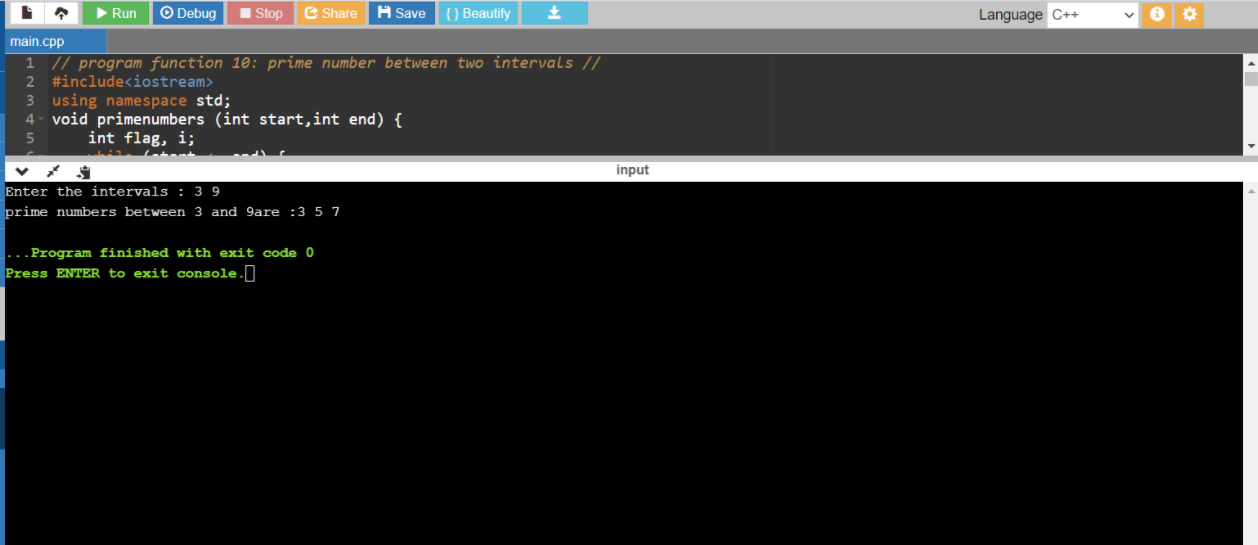 Run Debug Stop Share Save {} Beautify Language C++
main.cpp
1 // program function 10: prime number between two intervals //
2 #include<iostream>
3 using namespace std;
4 void primenumbers (int start,int end) {
5 int flag, i;
input
Enter the intervals : 3 9
prime numbers between 3 and 9are :3 5 7
...Program finished with exit code 0
Press ENTER to exit console.